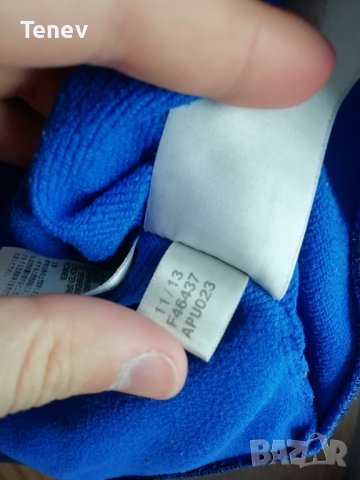 Tenev
11/13
F46437
APU023
BAZAR